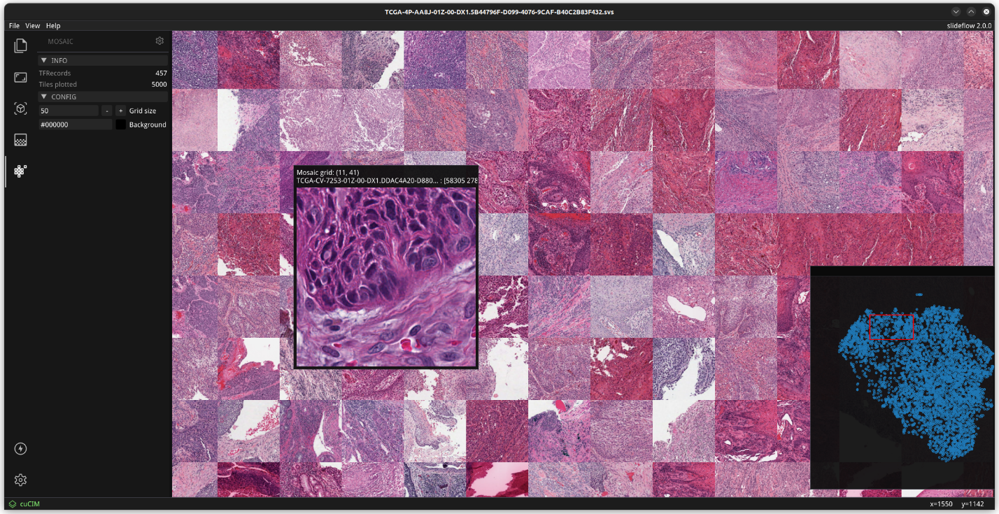 TCGA-4P-AA8J-01Z-00-DX1.5B44796F-D099-4076-9CAF-B40C2B83F432.svs
File View Help
slideflow 2.0.0
MOSAIC
INFO
TFRecords 457
Tiles plotted 5000
CONFIG
50 - + Grid size
#000000 Background
Mosaic grid: (11, 41)
TCGA-CV-7253-01Z-00-DX1.DDAC4A20-D880... : [58305 278
cuCIM
x=1550 y=1142